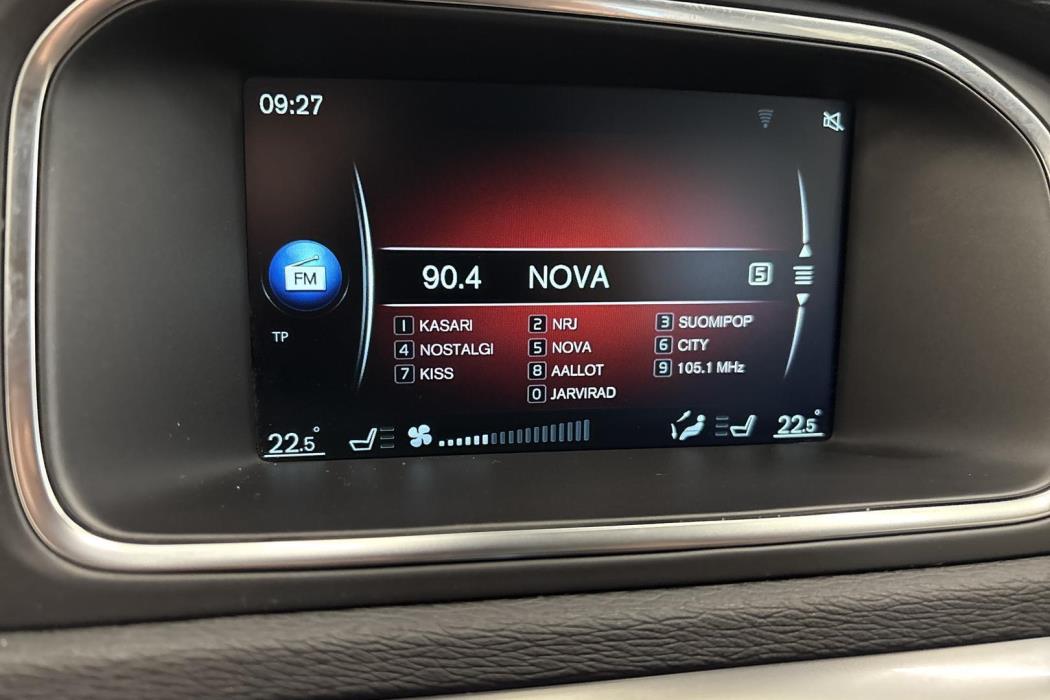 09:27
FM
90.4 NOVA 5
TP
1 KASARI 2 NRJ 3 SUOMIPOP
4 NOSTALGI 5 NOVA 6 CITY
7 KISS 8 AALLOT 9 105.1 MHz
0 JARVIRAD
22.5° 22.5°